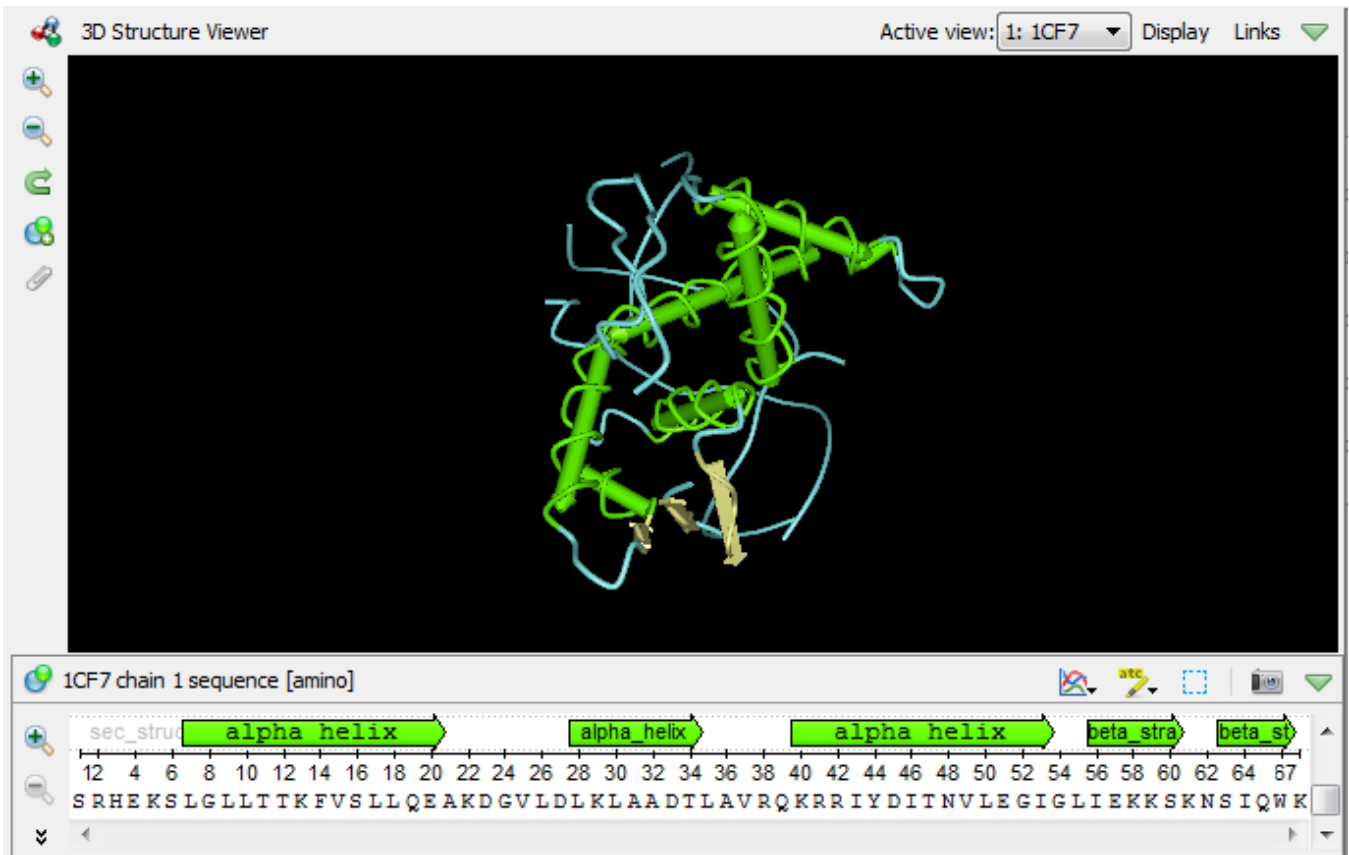 3D Structure Viewer Active view: 1: 1CF7 Display Links
1CF7 chain 1 sequence [amino]
sec_struc alpha helix alpha_helix alpha helix beta_stra beta_st
12 4 6 8 10 12 14 16 18 20 22 24 26 28 30 32 34 36 38 40 42 44 46 48 50 52 54 56 58 60 62 64 67
SRHEKSLGLLTTKFVSLLQEAKDGVLDLKLAADTLAVRQKRRIYDITNVLEGIGLIEKKSKNSIQWK